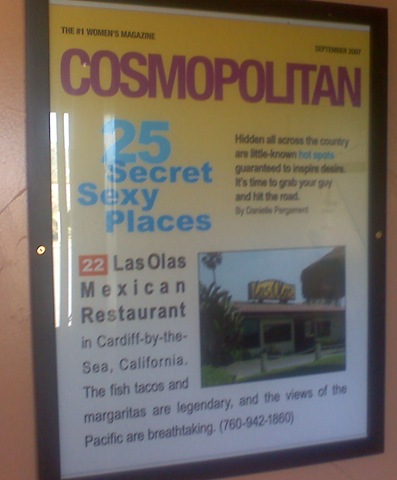 THE #1 WOMEN'S MAGAZINE
SEPTEMBER 2007
COSMOPOLITAN
25
Secret
Sexy
Places
Hidden all across the country
are little-known hot spots
guaranteed to inspire desire.
It's time to grab your guy
and hit the road.
By Danielle Pergament
22 Las Olas
Mexican
Restaurant
in Cardiff-by-the-
Sea, California.
The fish tacos and
margaritas are legendary, and the views of the
Pacific are breathtaking. (760-942-1860)
Las Olas